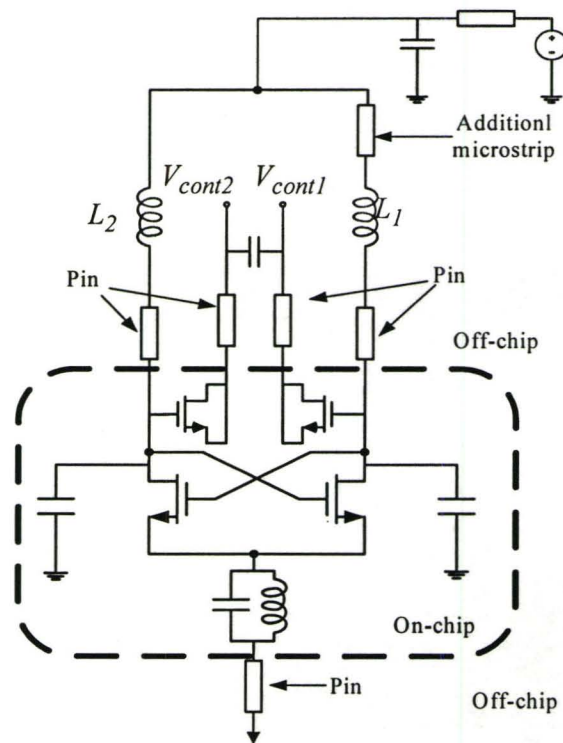 Additionl
microstrip
Vcont2 Vcont1
L2 L1
Pin Pin
Off-chip
On-chip
Pin
Off-chip